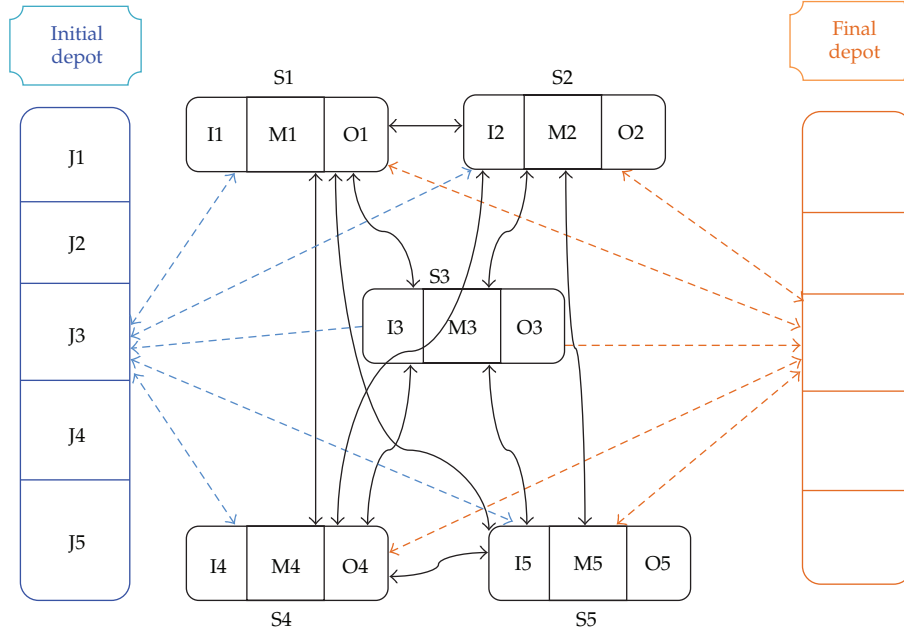 Initial
depot
Final
depot
S1
S2
J1
I1 M1 O1
I2 M2 O2
J2
S3
J3
I3 M3 O3
J4
J5
I4 M4 O4
I5 M5 O5
S4
S5